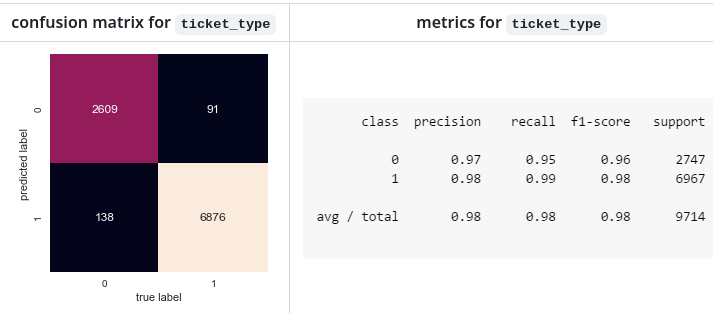 confusion matrix for ticket_type
metrics for ticket_type
predicted label
0
1
2609 91
138 6876
0 1
true label
class precision recall f1-score support
0 0.97 0.95 0.96 2747
1 0.98 0.99 0.98 6967
avg / total 0.98 0.98 0.98 9714